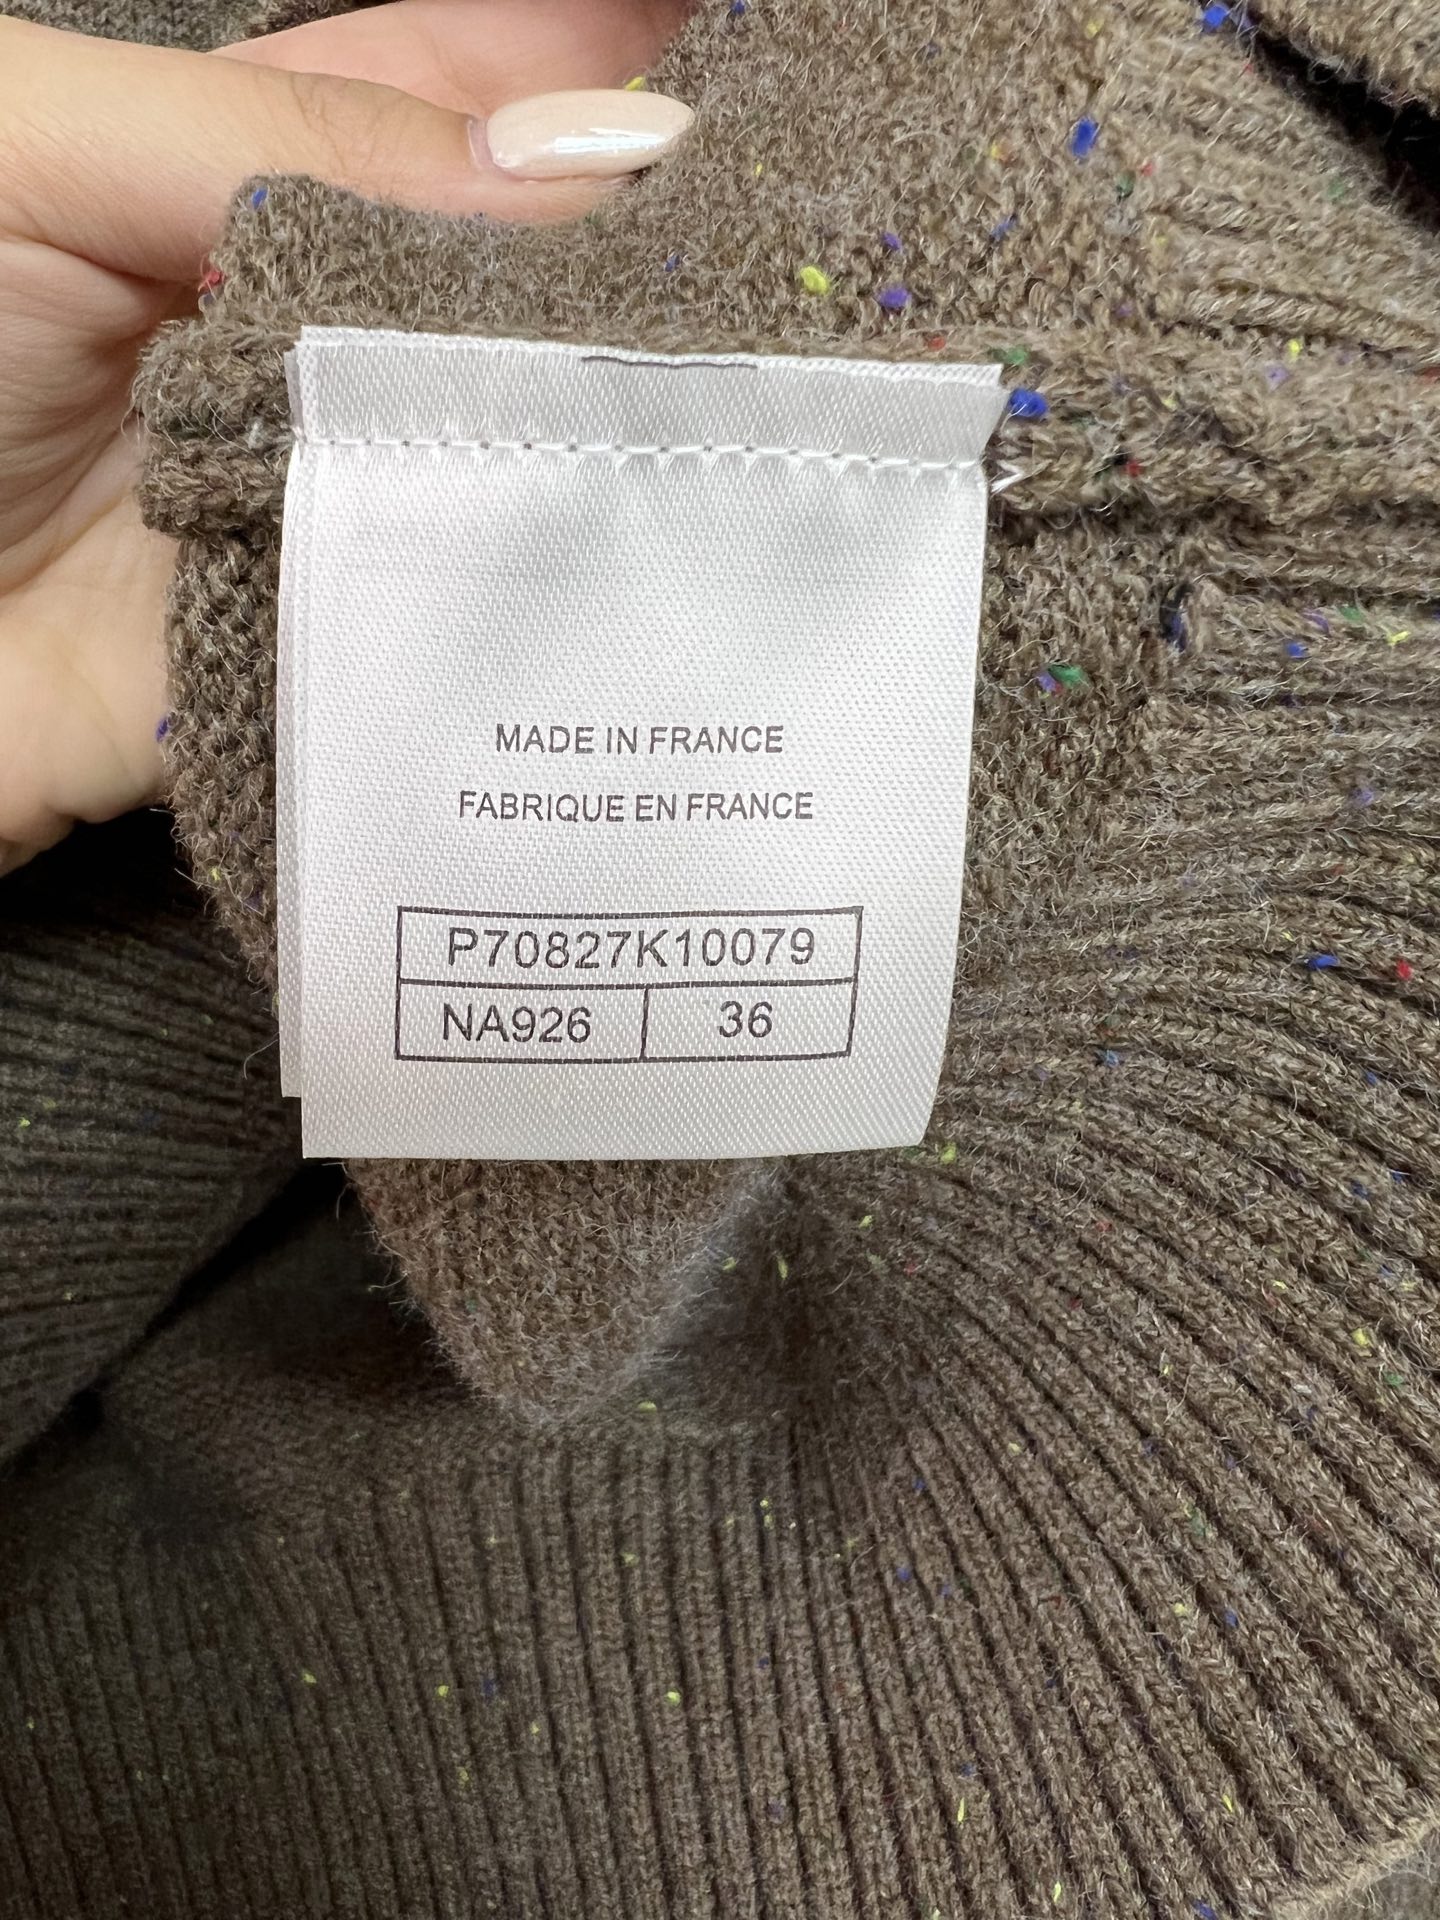 MADE IN FRANCE
FABRIQUE EN FRANCE
P70827K10079
NA926 36